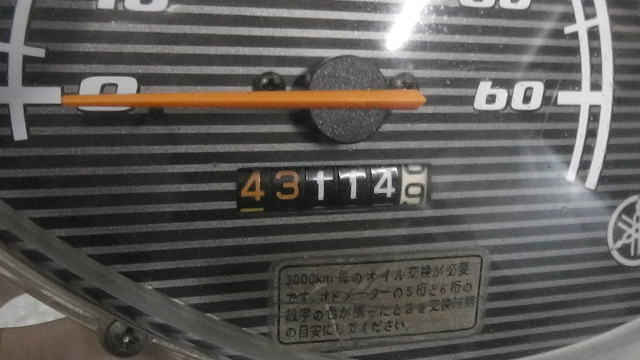 0
60
43114
3000km毎のオイル交換が必要
です。オドメーターの5桁と6桁の
数字の色が揃ったときを交換時期
の目安にしてください。